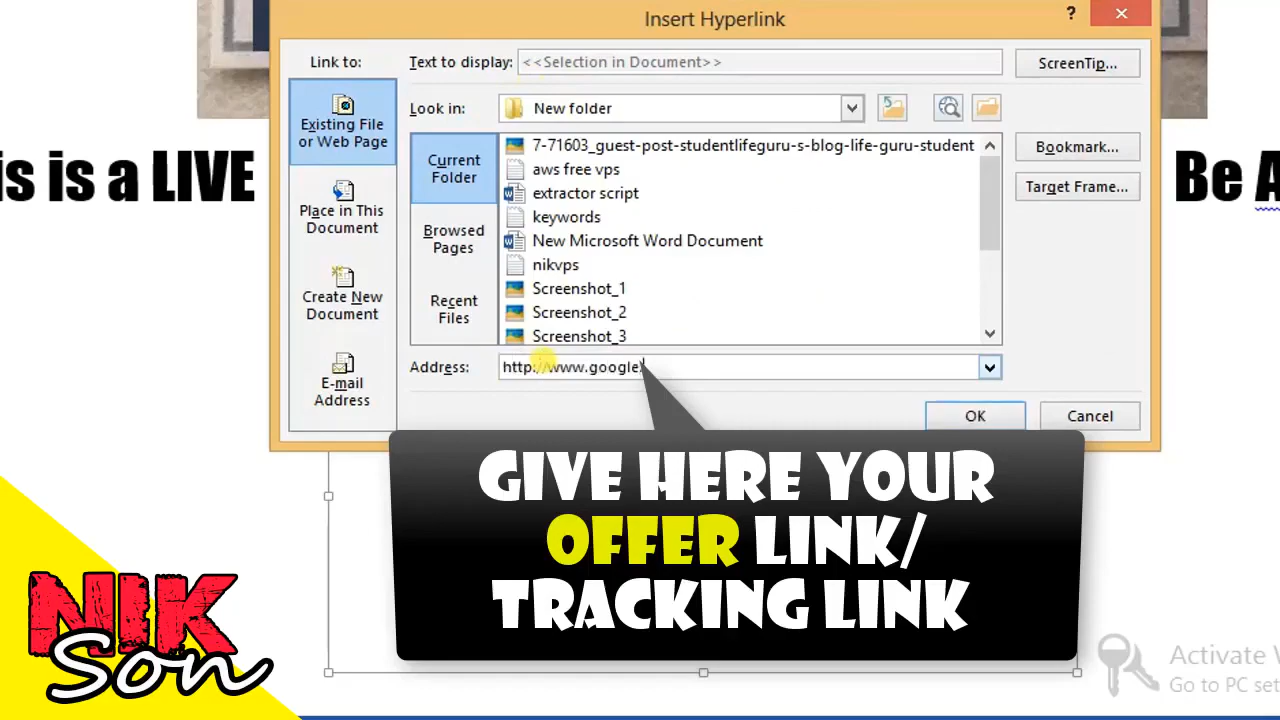 Insert Hyperlink
?
Link to:
Text to display: <<Selection in Document>>
ScreenTip...
Existing File
or Web Page
Look in: New folder
Current
Folder
7-71603_guest-post-studentlifeguru-s-blog-life-guru-student
Bookmark...
aws free vps
Target Frame...
extractor script
Place in This
Document
keywords
Browsed
Pages
New Microsoft Word Document
nikvps
Create New
Document
Recent
Files
Screenshot_1
Screenshot_2
Screenshot_3
E-mail
Address
Address: http://www.google
OK
Cancel
is is a LIVE
Be A
GIVE HERE YOUR
OFFER LINK/
TRACKING LINK
NIK
Son
Activate W
Go to PC set